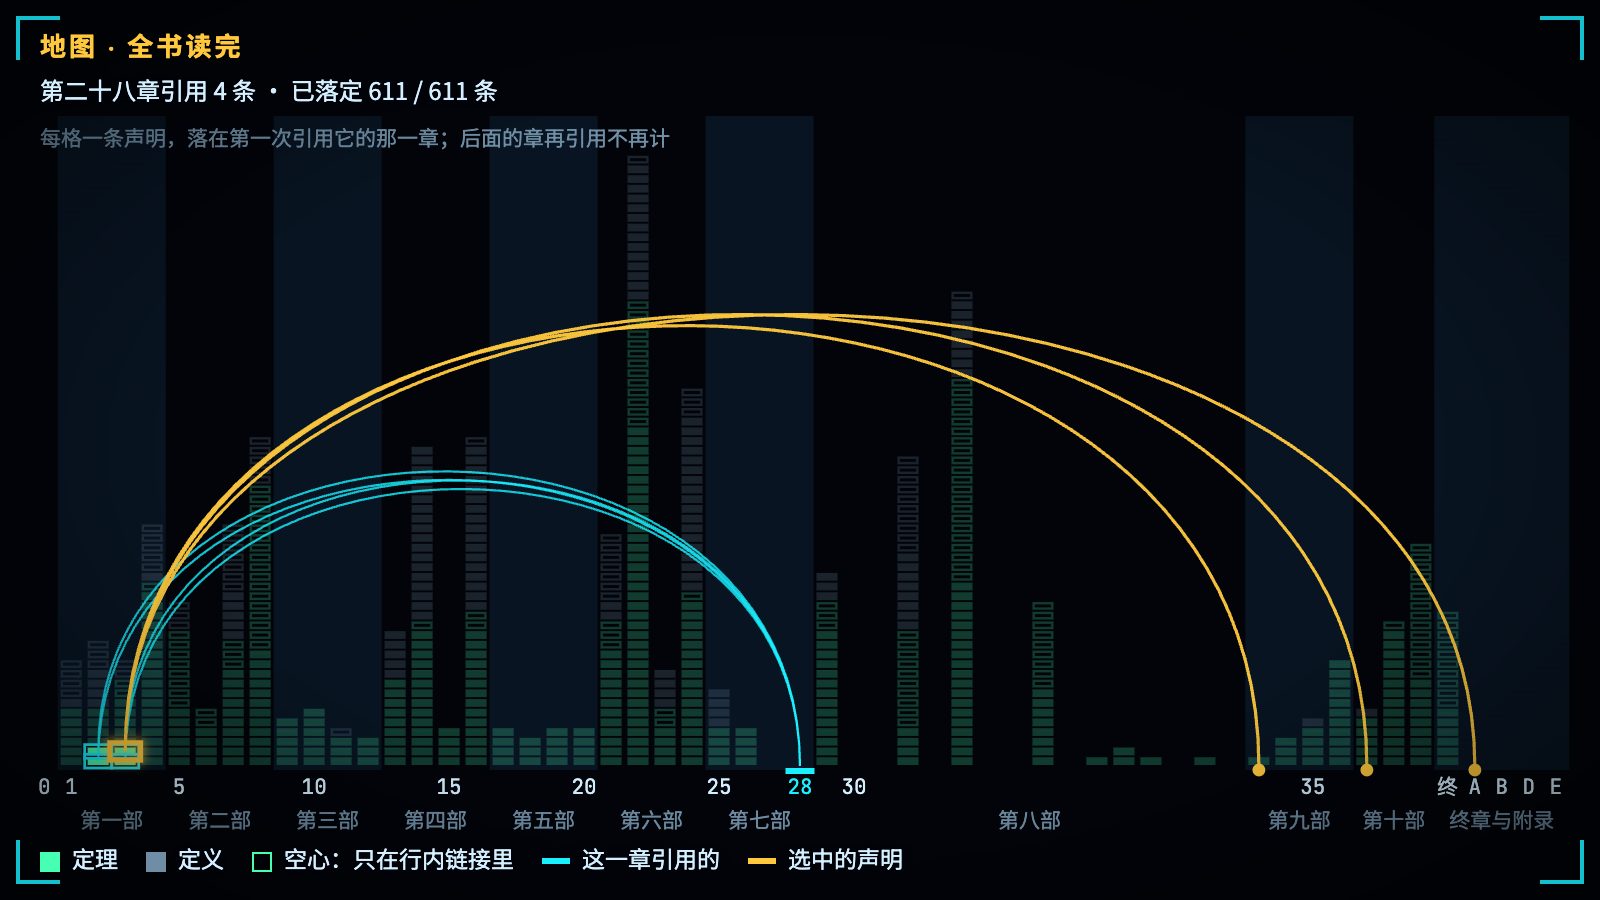 地图 · 全书读完
第二十八章引用 4 条 · 已落定 611 / 611 条
每格一条声明，落在第一次引用它的那一章；后面的章再引用不再计
0 1 5 10 15 20 25 28 30 35 终 A B D E
第一部 第二部 第三部 第四部 第五部 第六部 第七部 第八部 第九部 第十部 终章与附录
定理 定义 空心：只在行内链接里 这一章引用的 选中的声明